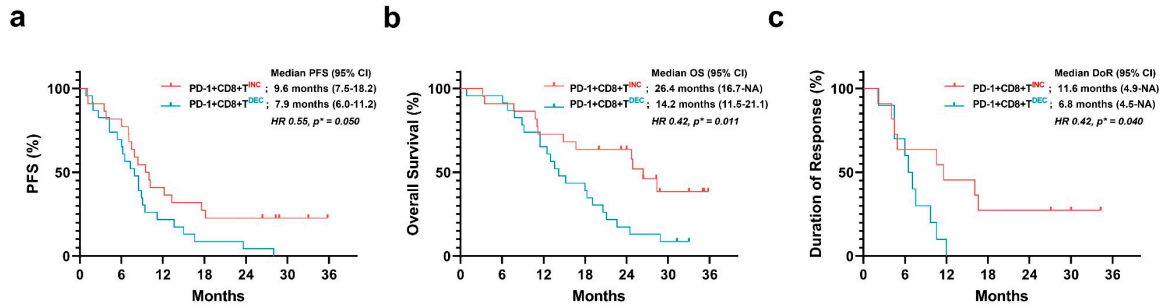 a
Median PFS (95% CI)
PD-1+CD8+T^INC ; 9.6 months (7.5-18.2)
PD-1+CD8+T^DEC ; 7.9 months (6.0-11.2)
HR 0.55, p* = 0.050
PFS (%)
100
50
0
0 6 12 18 24 30 36
Months
b
Median OS (95% CI)
PD-1+CD8+T^INC ; 26.4 months (16.7-NA)
PD-1+CD8+T^DEC ; 14.2 months (11.5-21.1)
HR 0.42, p* = 0.011
Overall Survival (%)
100
50
0
0 6 12 18 24 30 36
Months
c
Median DoR (95% CI)
PD-1+CD8+T^INC ; 11.6 months (4.9-NA)
PD-1+CD8+T^DEC ; 6.8 months (4.5-NA)
HR 0.42, p* = 0.040
Duration of Response (%)
100
50
0
0 6 12 18 24 30 36
Months